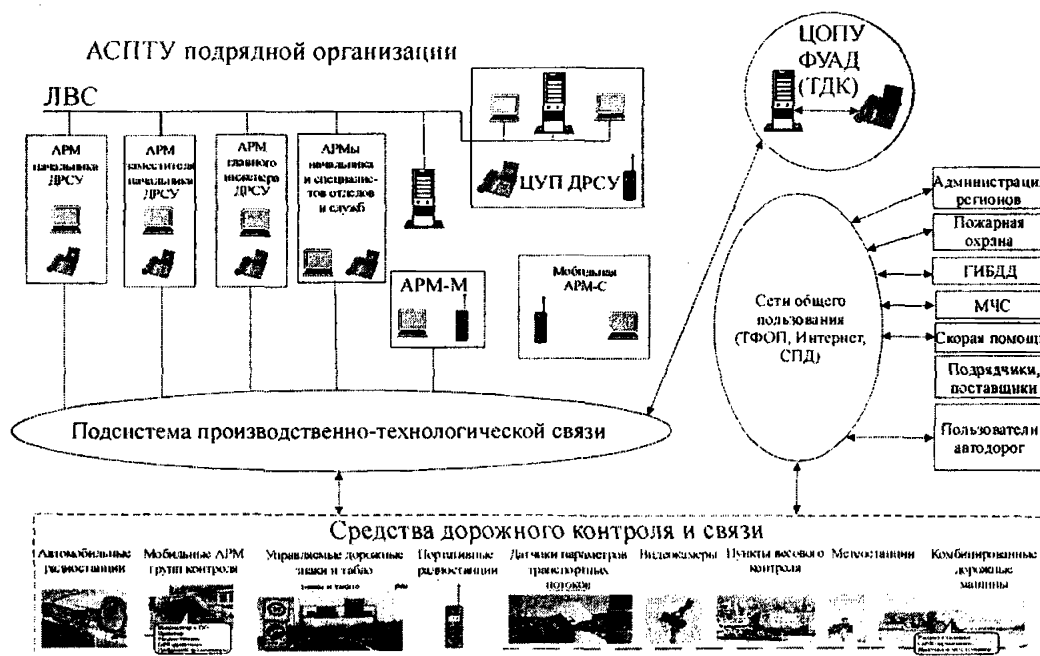 АСПТУ подрядной организации
ЛВС
АРМ
начальника
ДРСУ
АРМ
заместителя
начальника
ДРСУ
АРМ
главного
инженера
ДРСУ
АРМы
начальника
и специалис-
тов отделов
и служб
ЦУП ДРСУ
АРМ-М
Мобильная
АРМ-С
ЦОПУ
ФУАД
(ТДК)
Сети общего
пользования
(ТФОП, Интернет,
СПД)
Администрация
регионов
Пожарная
охрана
ГИБДД
МЧС
Скорая помощь
Подрядчики,
поставщики
Пользователи
автодорог
Подсистема производственно-технологической связи
Средства дорожного контроля и связи
Автомобильные
радиостанции
Мобильные АРМ
групп контроля
Управляемые дорожные
знаки и табло
Портативные
радиостанции
Датчики параметров
транспортных
потоков
Видеокамеры
Пункты весового
контроля
Метеостанции
Комбинированные
дорожные
машины